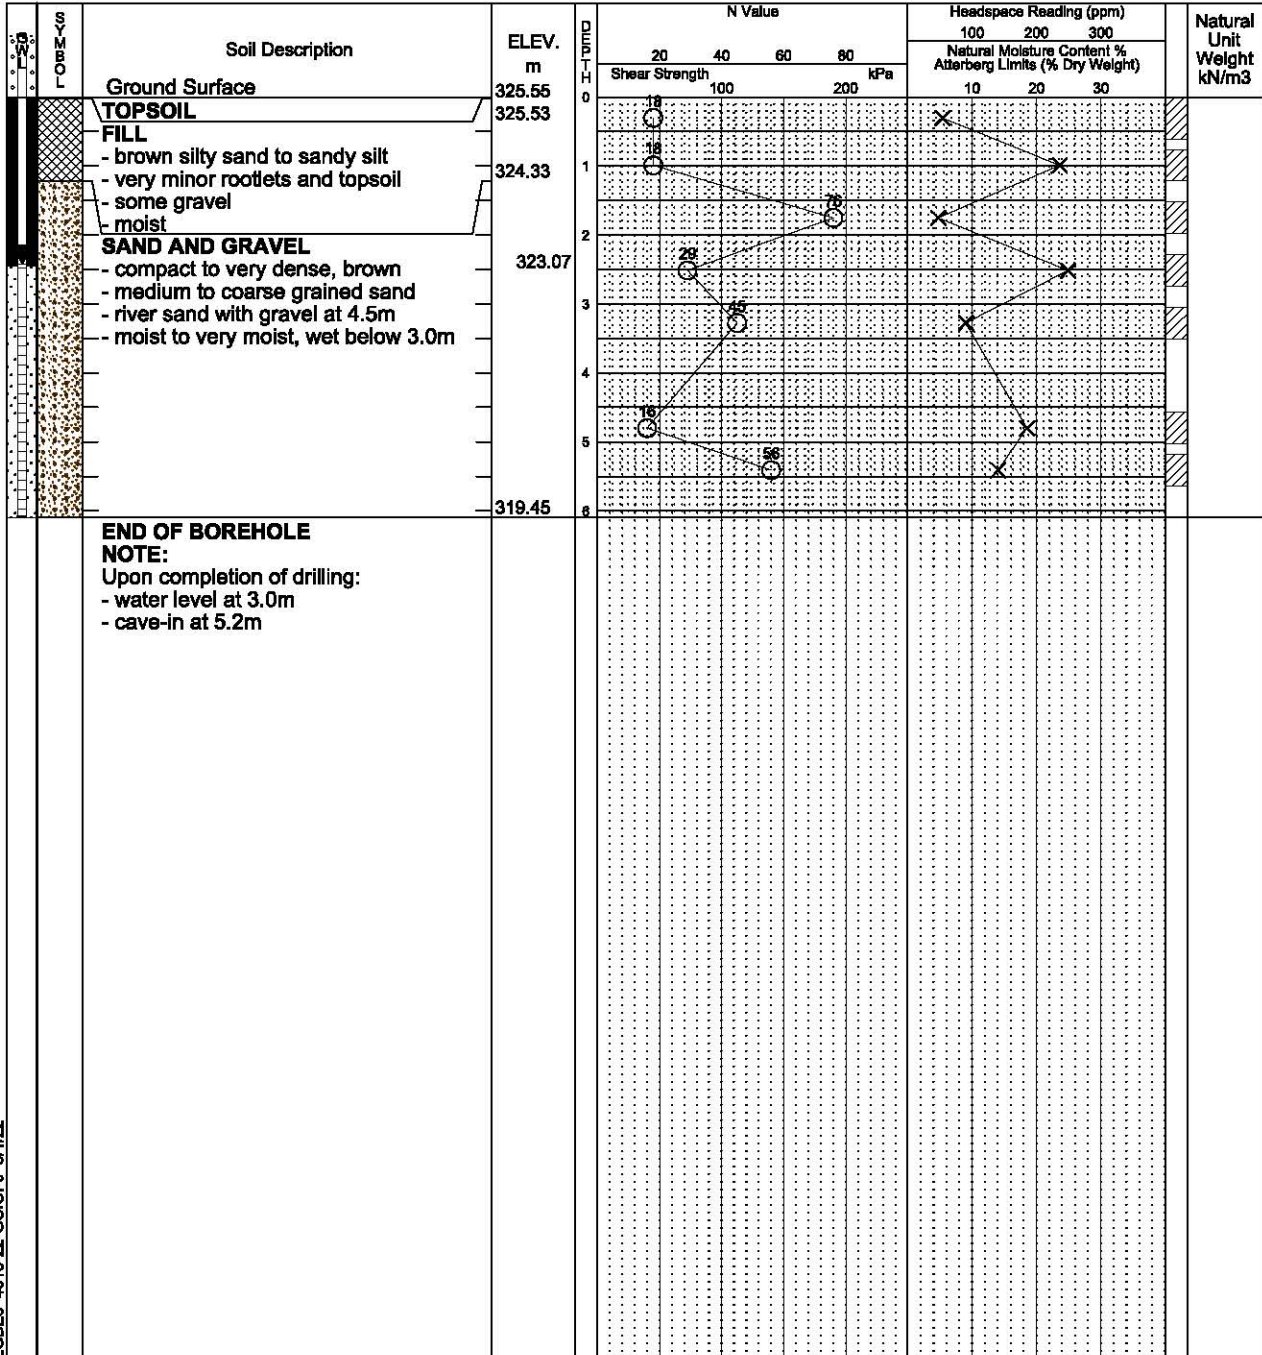 GWL
SYMBOL
Soil Description
ELEV.
m
DEPTH
N Value
20 40 60 80
Shear Strength kPa
100 200
Headspace Reading (ppm)
100 200 300
Natural Moisture Content %
Atterberg Limits (% Dry Weight)
10 20 30
Natural
Unit
Weight
kN/m3
Ground Surface
325.55
0
TOPSOIL
325.53
18
FILL
- brown silty sand to sandy silt
18
- very minor rootlets and topsoil
324.33
1
- some gravel
76
- moist
2
SAND AND GRAVEL
29
- compact to very dense, brown
323.07
- medium to coarse grained sand
3
- river sand with gravel at 4.5m
45
- moist to very moist, wet below 3.0m
4
16
5
56
319.45
6
END OF BOREHOLE
NOTE:
Upon completion of drilling:
- water level at 3.0m
- cave-in at 5.2m